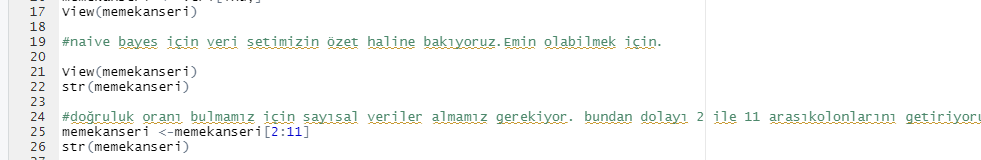 17 View(memekanseri)
18
19 #naive bayes için veri setimizin özet haline bakıyoruz.Emin olabilmek için.
20
21 View(memekanseri)
22 str(memekanseri)
23
24 #doğruluk oranı bulmamız için sayısal veriler almamız gerekiyor. bundan dolayı 2 ile 11 arasıkolonlarını
25 memekanseri <-memekanseri[2:11]
26 str(memekanseri)